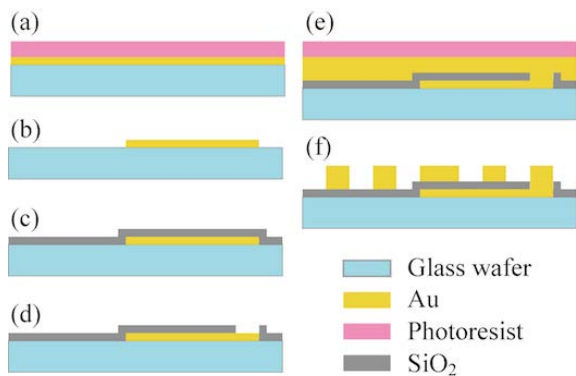 (a)
(b)
(c)
(d)
(e)
(f)
Glass wafer
Au
Photoresist
SiO₂